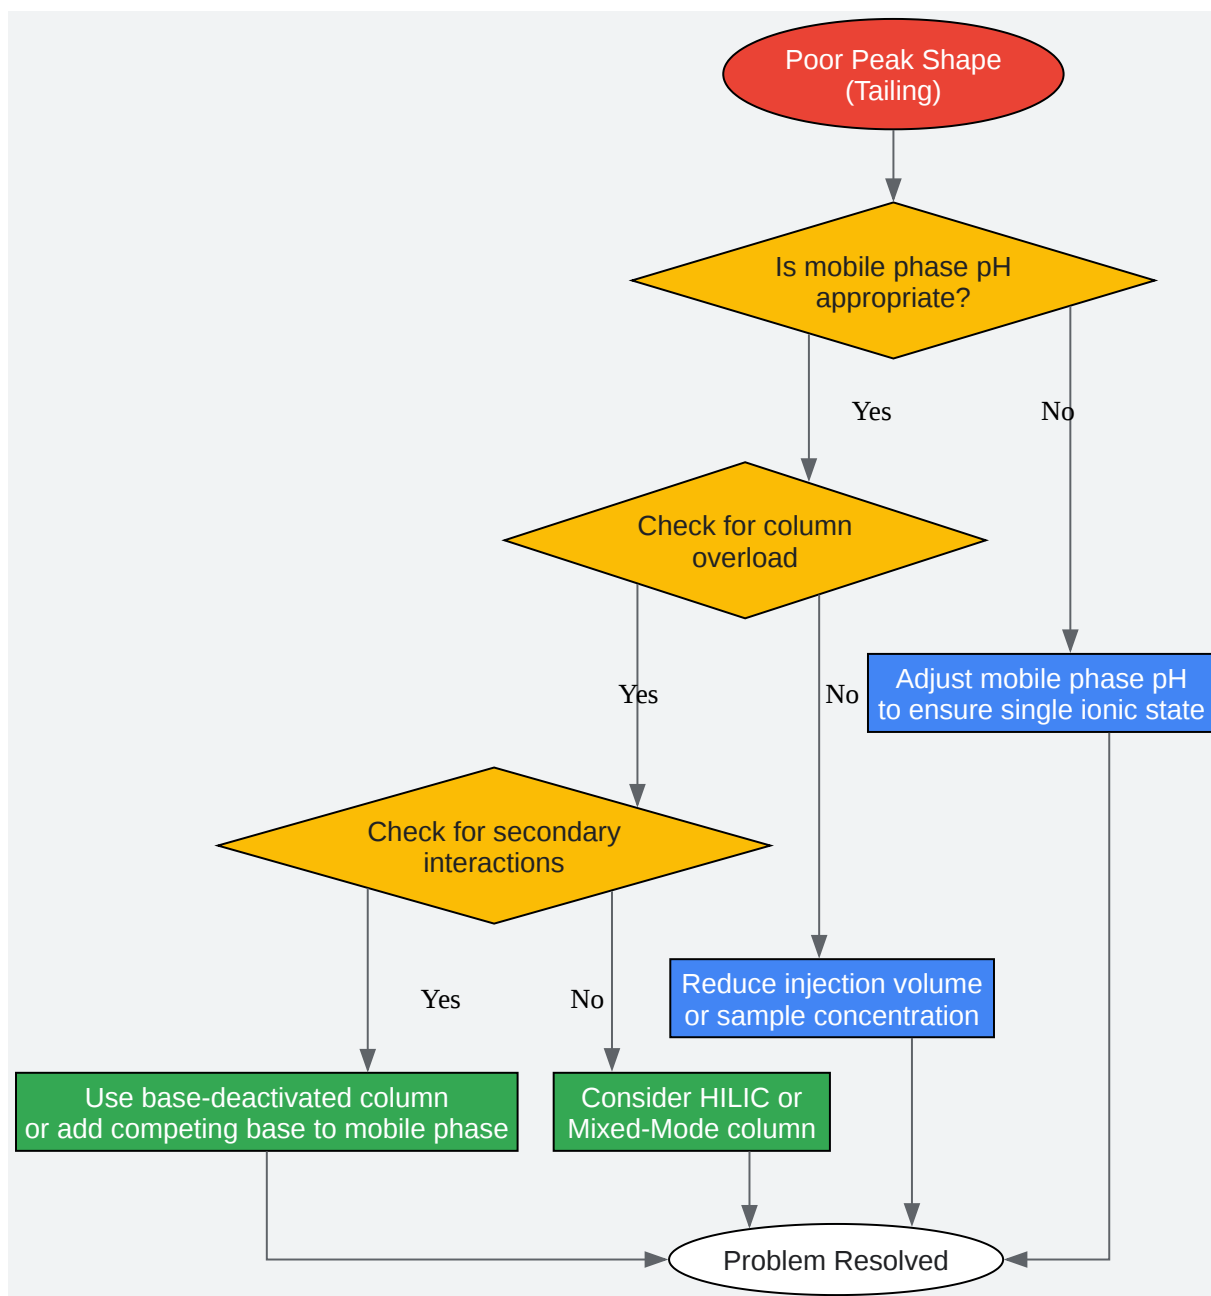 Poor Peak Shape
(Tailing)
Is mobile phase pH
appropriate?
Yes
No
Check for column
overload
Yes
No
Adjust mobile phase pH
to ensure single ionic state
Check for secondary
interactions
Yes
No
Reduce injection volume
or sample concentration
Use base-deactivated column
or add competing base to mobile phase
Consider HILIC or
Mixed-Mode column
Problem Resolved